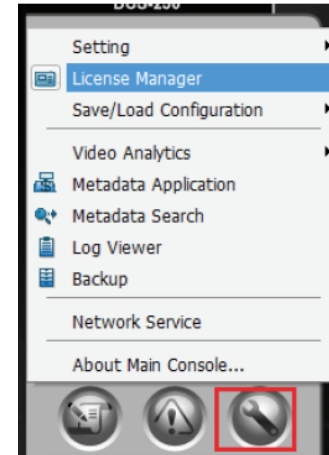 Setting
License Manager
Save/Load Configuration
Video Analytics
Metadata Application
Metadata Search
Log Viewer
Backup
Network Service
About Main Console...